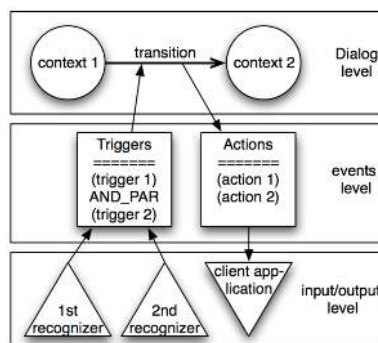 transition
context 1
context 2
Dialog
level
Triggers
=======
(trigger 1)
AND_PAR
(trigger 2)
Actions
=======
(action 1)
(action 2)
events
level
1st
recognizer
2nd
recognizer
client app-
lication
input/output
level